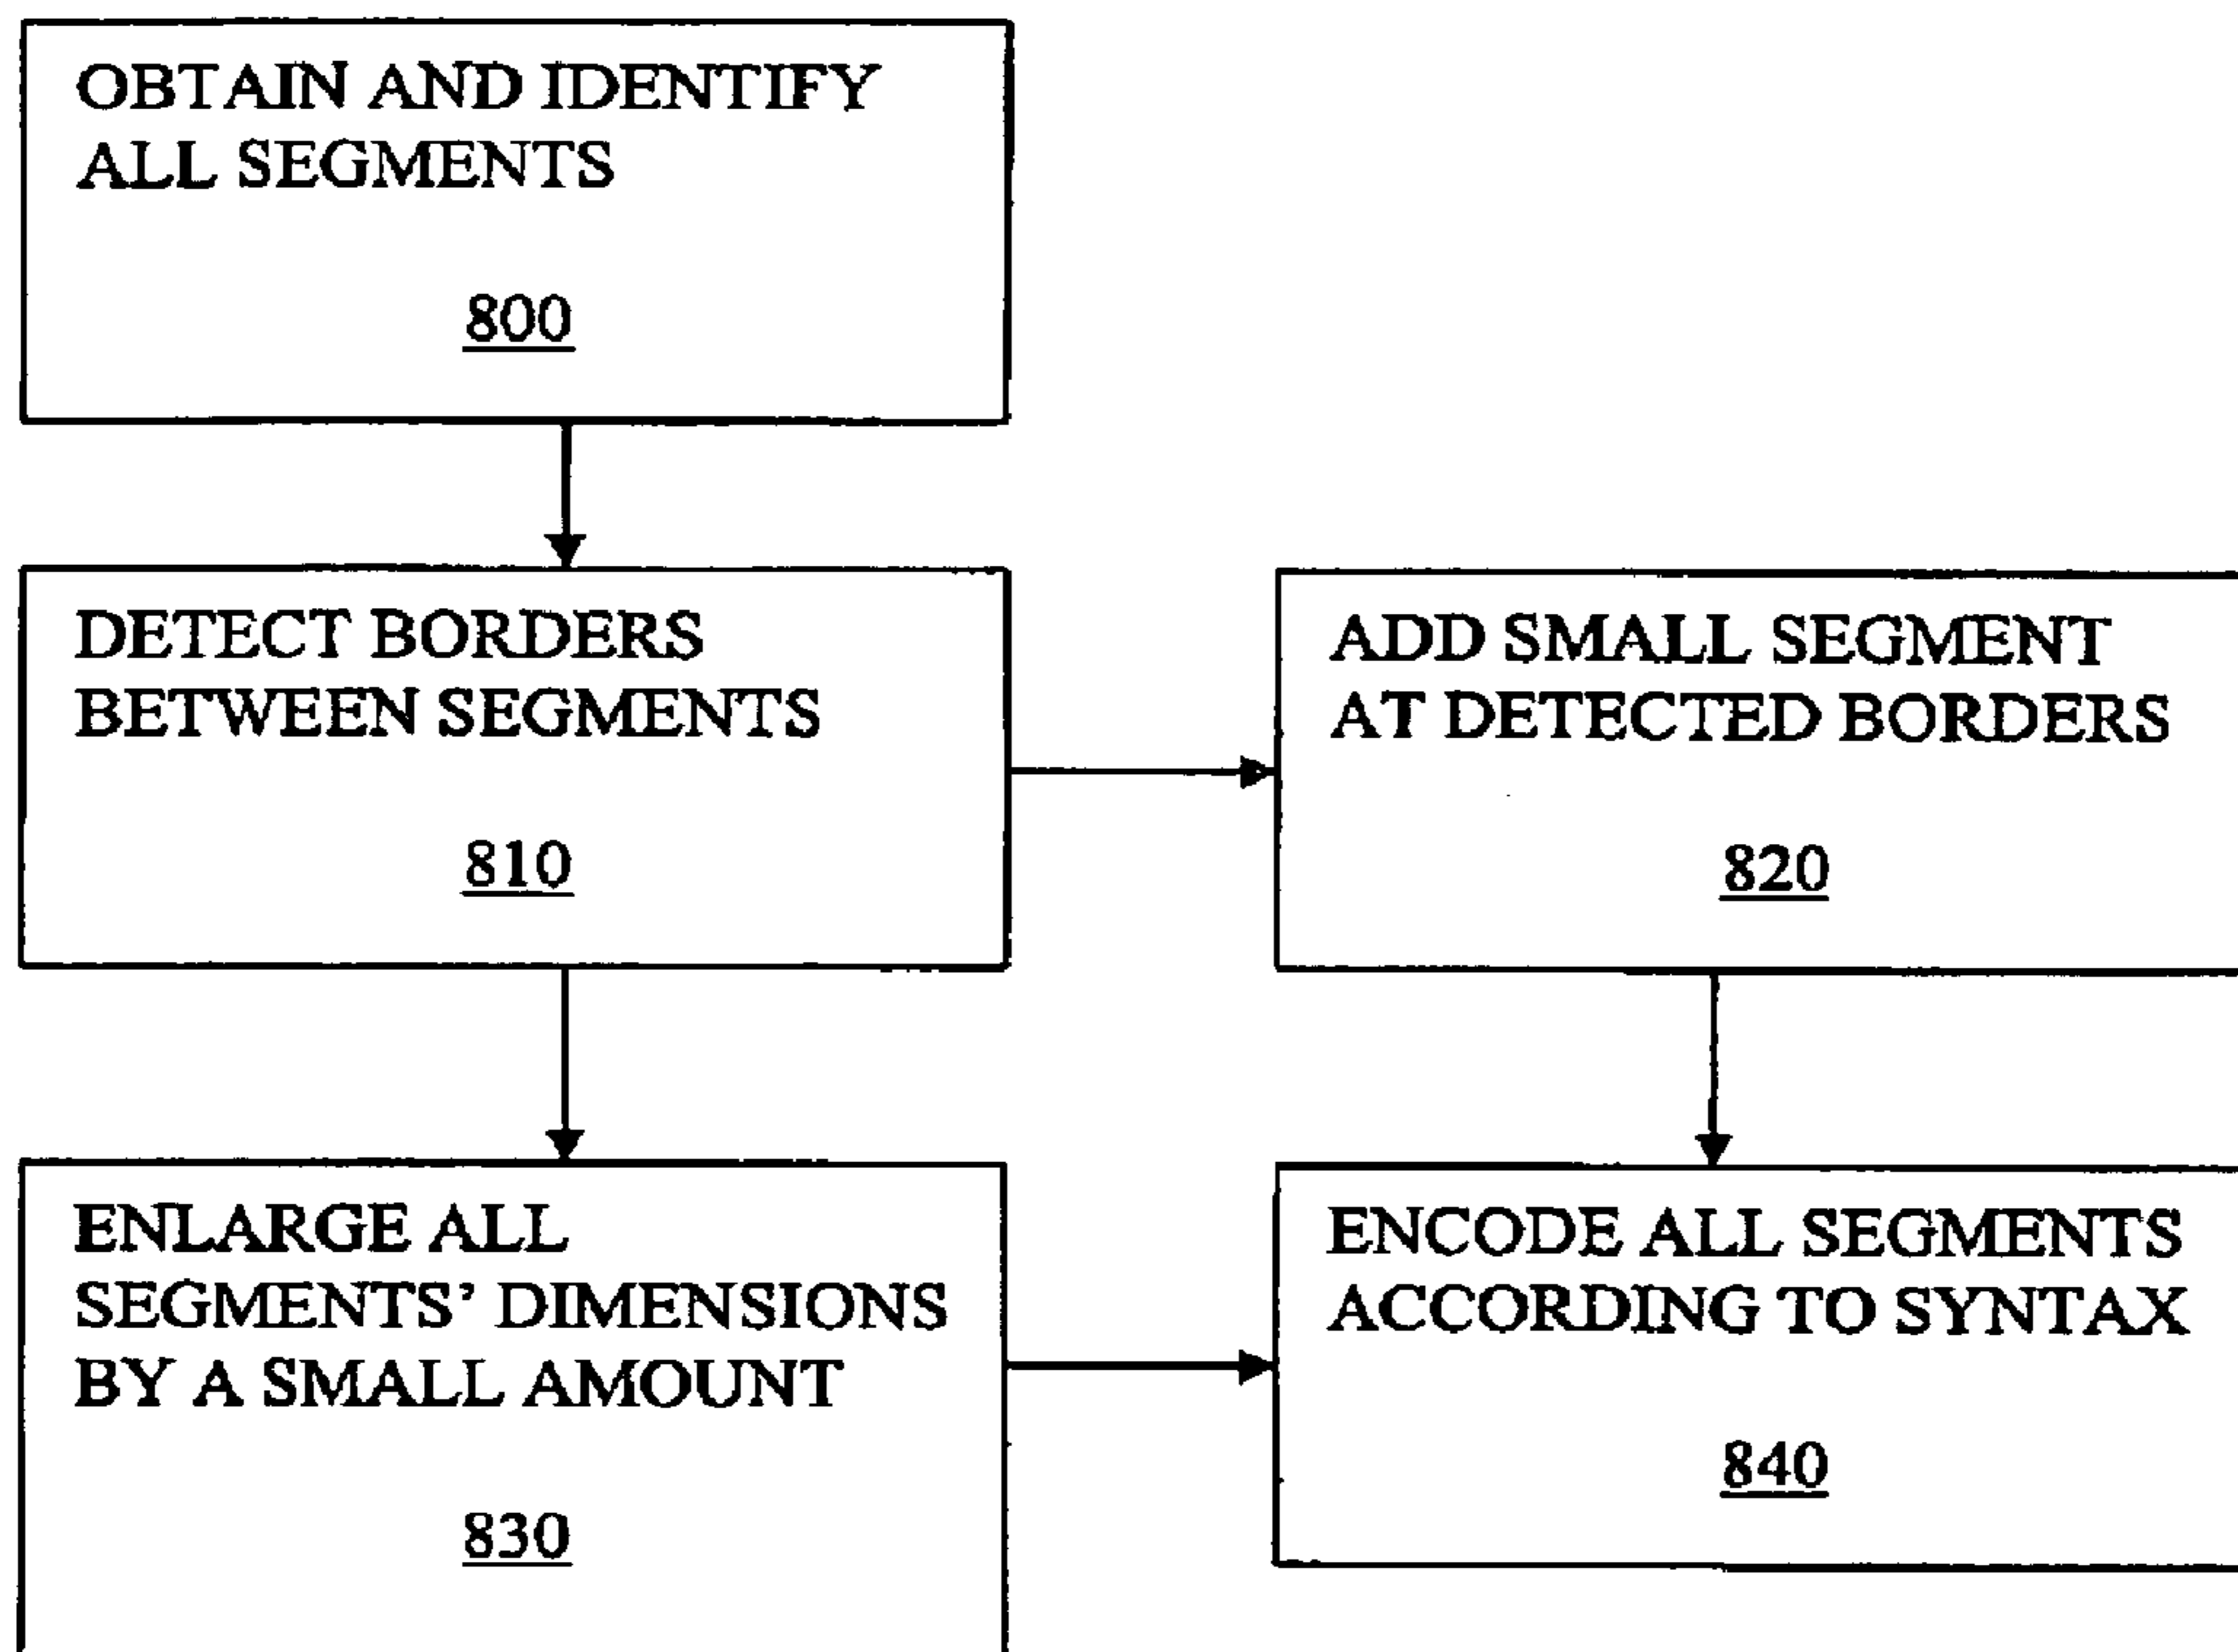 OBTAIN AND IDENTIFY
ALL SEGMENTS
800
DETECT BORDERS
BETWEEN SEGMENTS
810
ADD SMALL SEGMENT
AT DETECTED BORDERS
820
ENLARGE ALL
SEGMENTS’ DIMENSIONS
BY A SMALL AMOUNT
830
ENCODE ALL SEGMENTS
ACCORDING TO SYNTAX
840